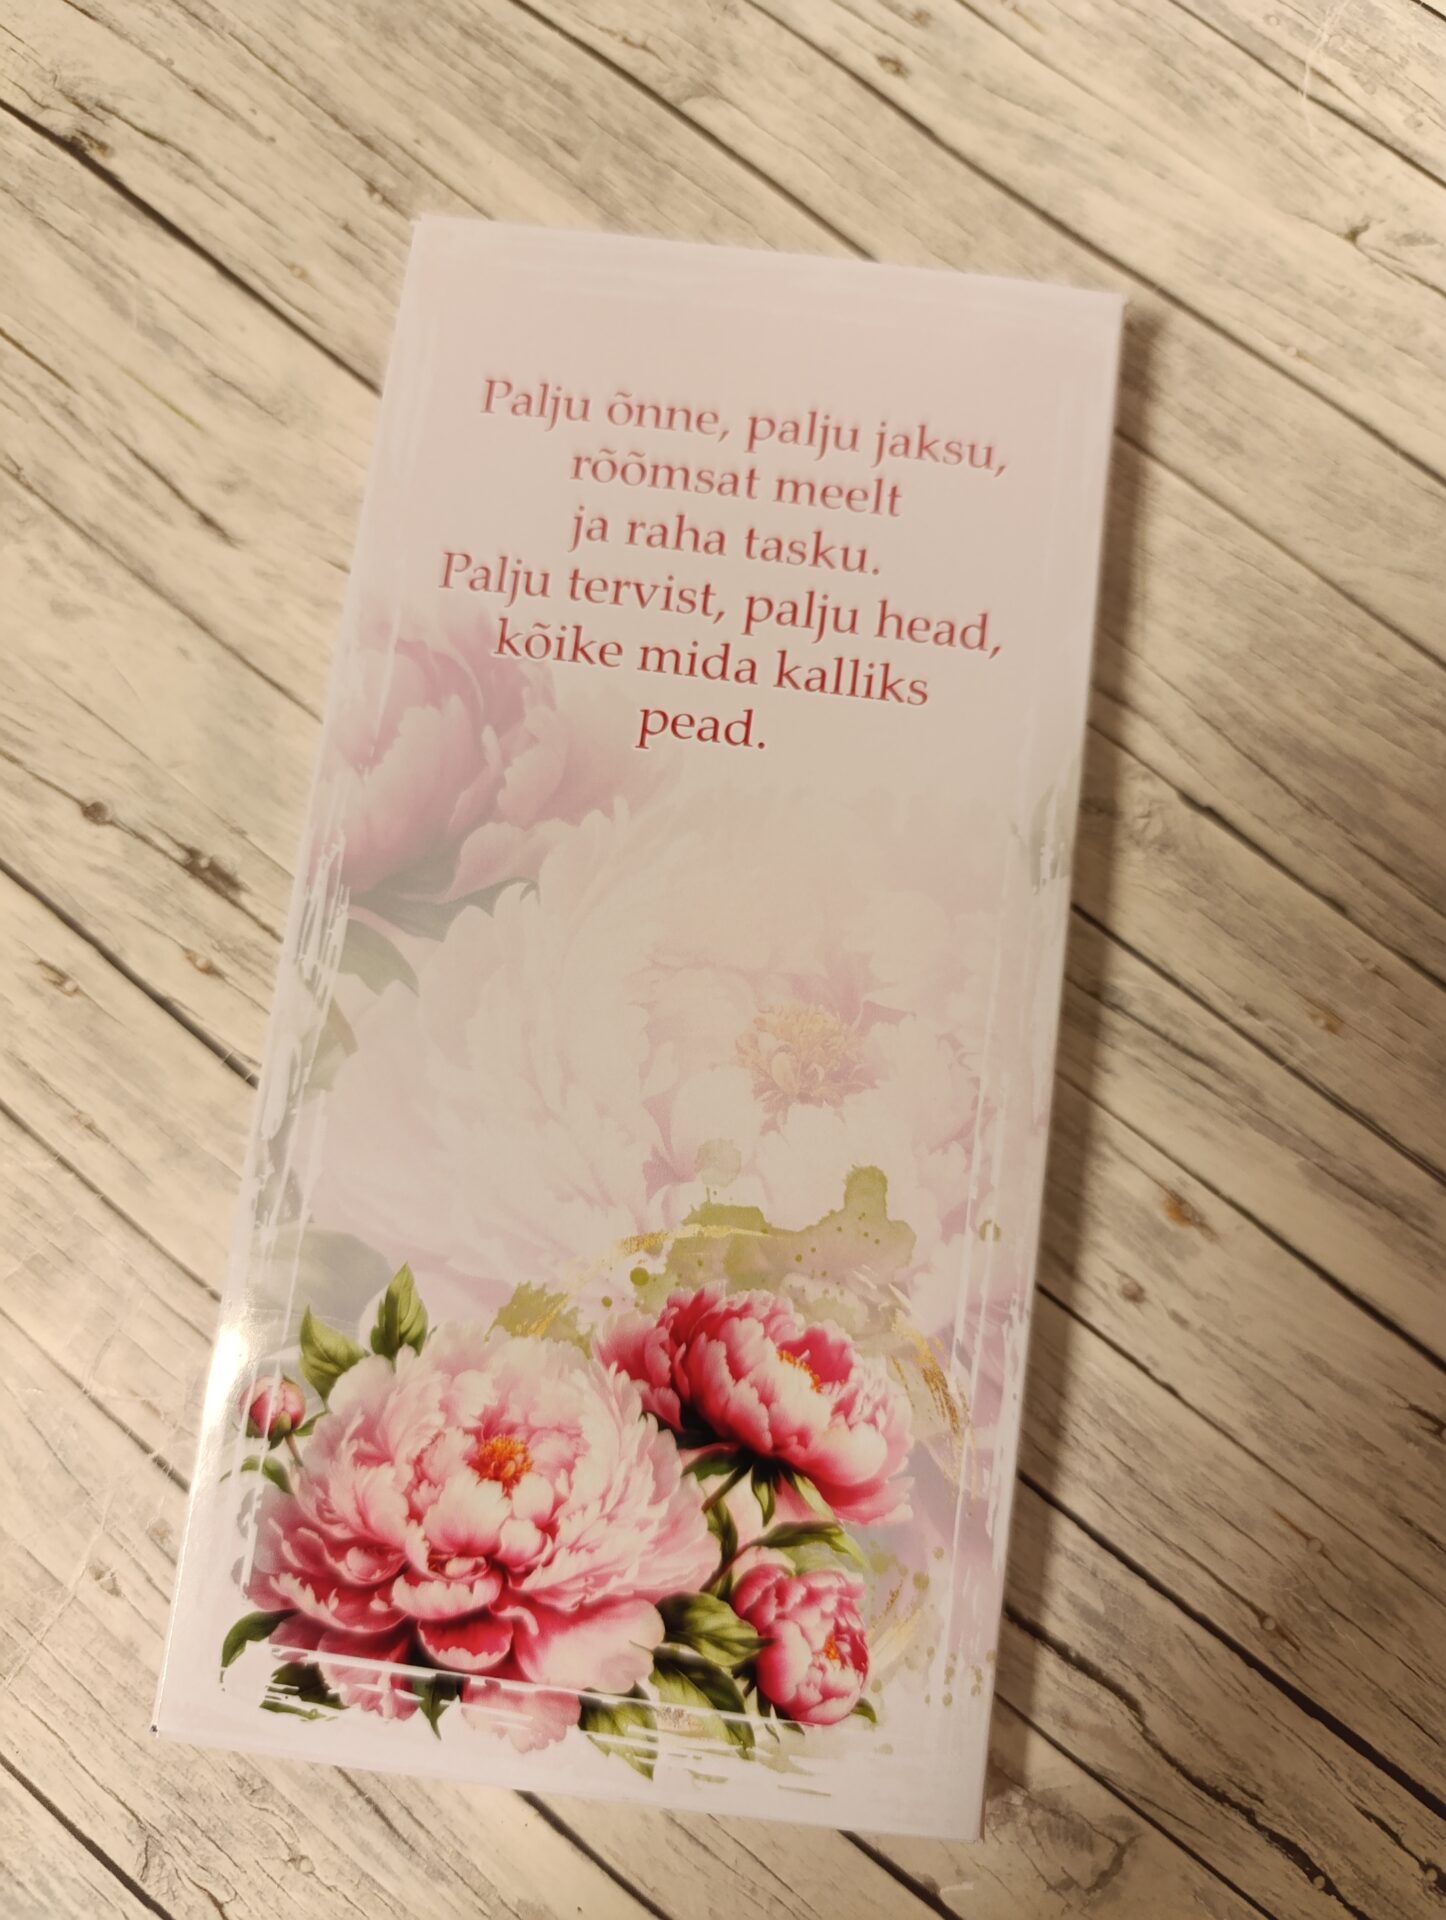 Palju õnne, palju jaksu,
rõõmsat meelt
ja raha tasku.
Palju tervist, palju head,
kõike mida kalliks
pead.